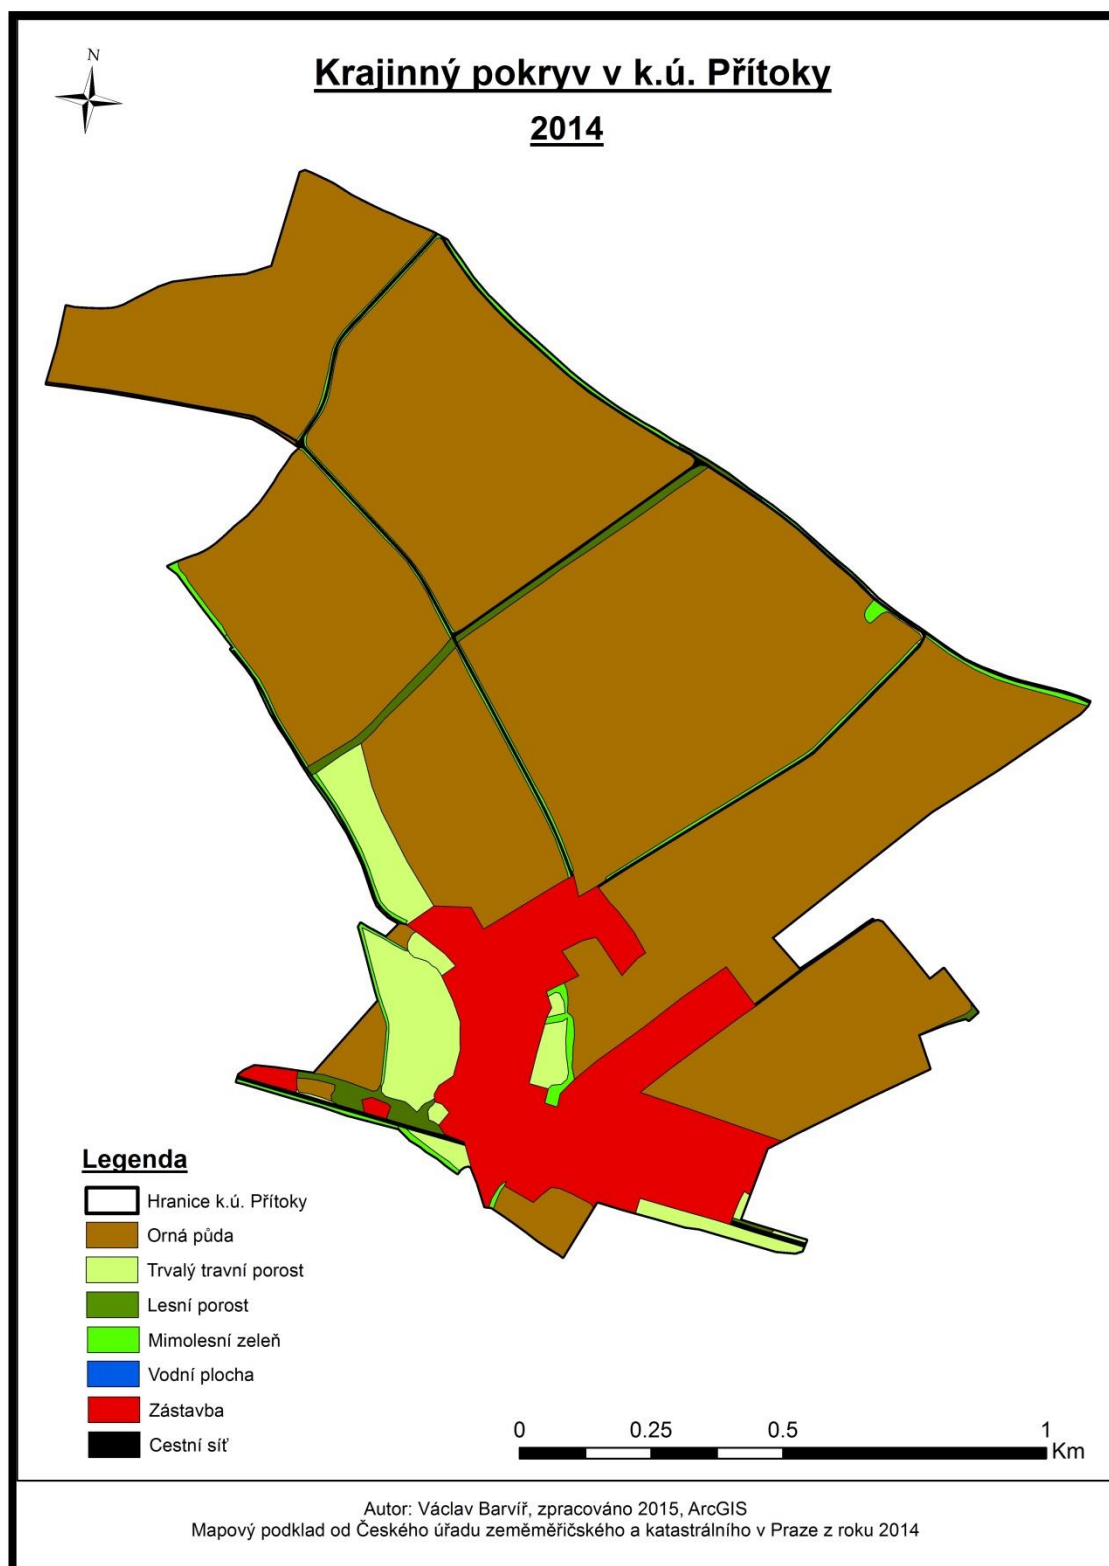 N
Krajinný pokryv v k.ú. Přítoky
2014
Legenda
Hranice k.ú. Přítoky
Orná půda
Trvalý travní porost
Lesní porost
Mimolesní zeleň
Vodní plocha
Zástavba
Cestní síť
0 0.25 0.5 1
Km
Autor: Václav Barvíř, zpracováno 2015, ArcGIS
Mapový podklad od Českého úřadu zeměměřičského a katastrálního v Praze z roku 2014